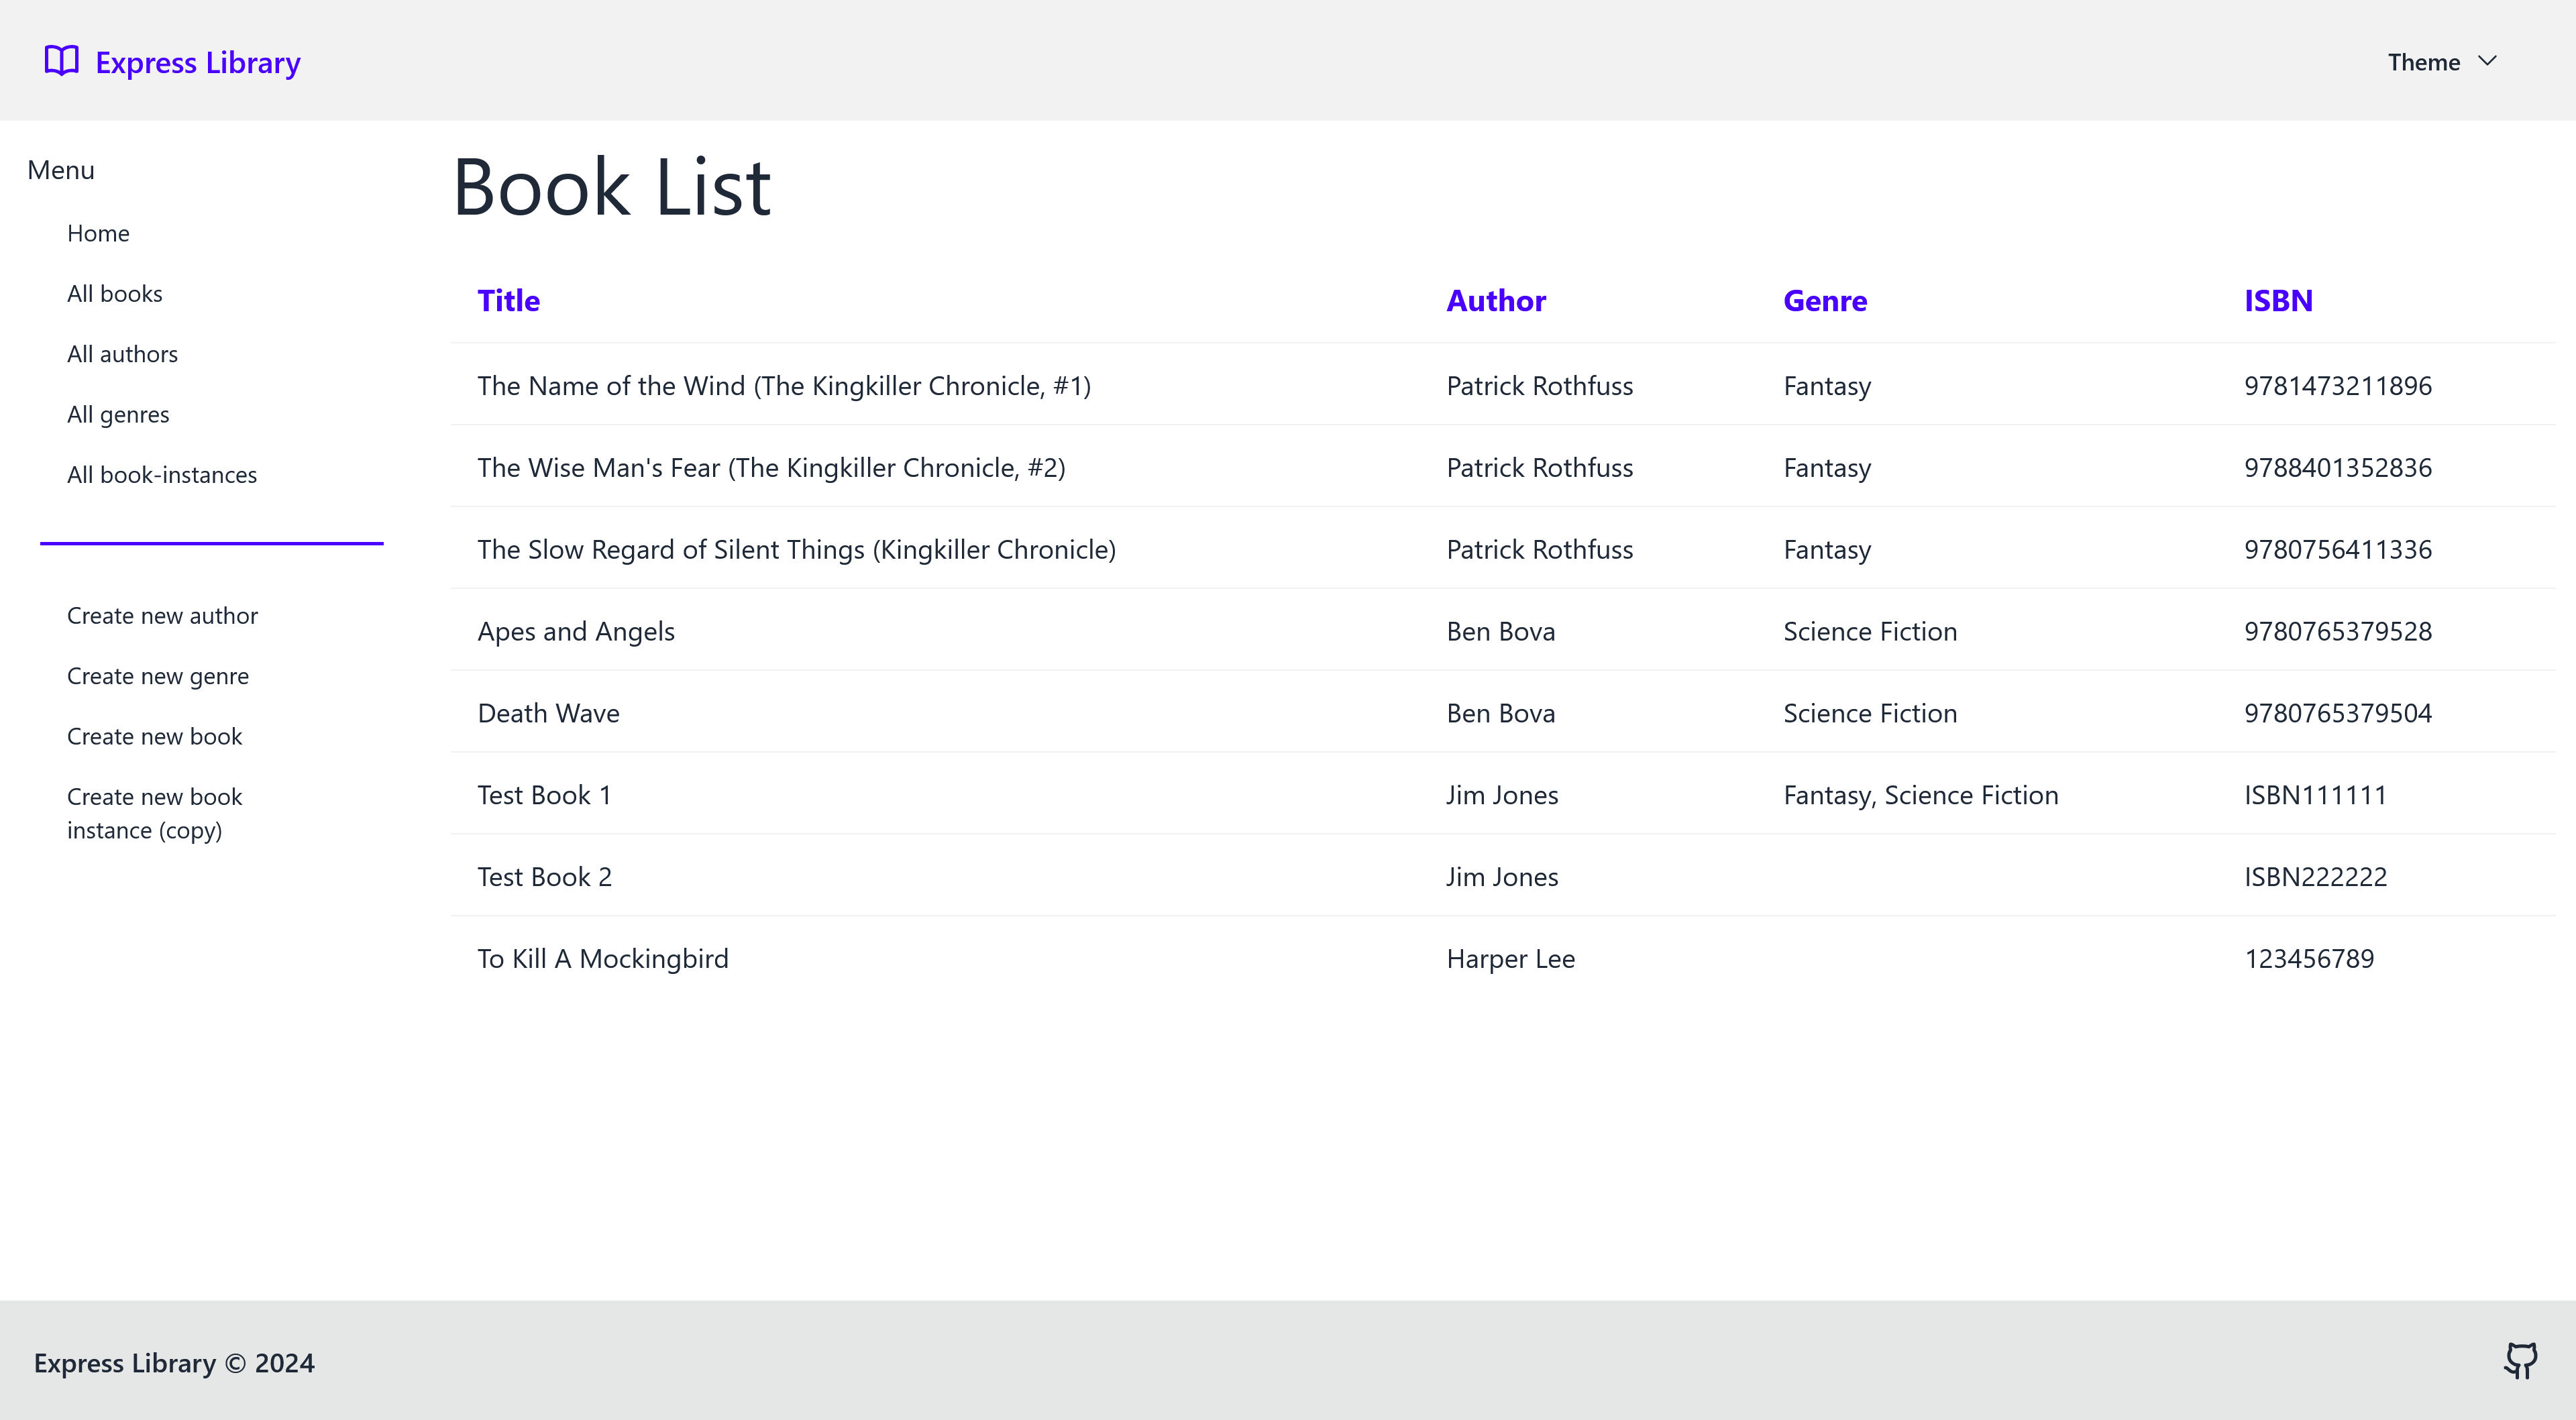 Express Library
Theme
Menu
Home
All books
All authors
All genres
All book-instances
Create new author
Create new genre
Create new book
Create new book
instance (copy)
Book List
Title Author Genre ISBN
The Name of the Wind (The Kingkiller Chronicle, #1) Patrick Rothfuss Fantasy 9781473211896
The Wise Man's Fear (The Kingkiller Chronicle, #2) Patrick Rothfuss Fantasy 9788401352836
The Slow Regard of Silent Things (Kingkiller Chronicle) Patrick Rothfuss Fantasy 9780756411336
Apes and Angels Ben Bova Science Fiction 9780765379528
Death Wave Ben Bova Science Fiction 9780765379504
Test Book 1 Jim Jones Fantasy, Science Fiction ISBN111111
Test Book 2 Jim Jones ISBN222222
To Kill A Mockingbird Harper Lee 123456789
Express Library © 2024